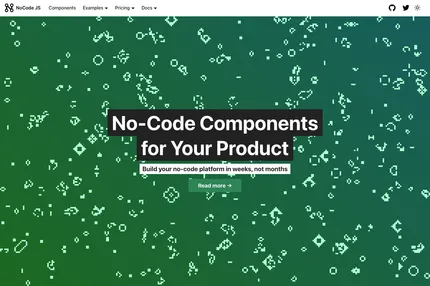 NoCode JS Components Examples Pricing Docs
No-Code Components
for Your Product
Build your no-code platform in weeks, not months
Read more →